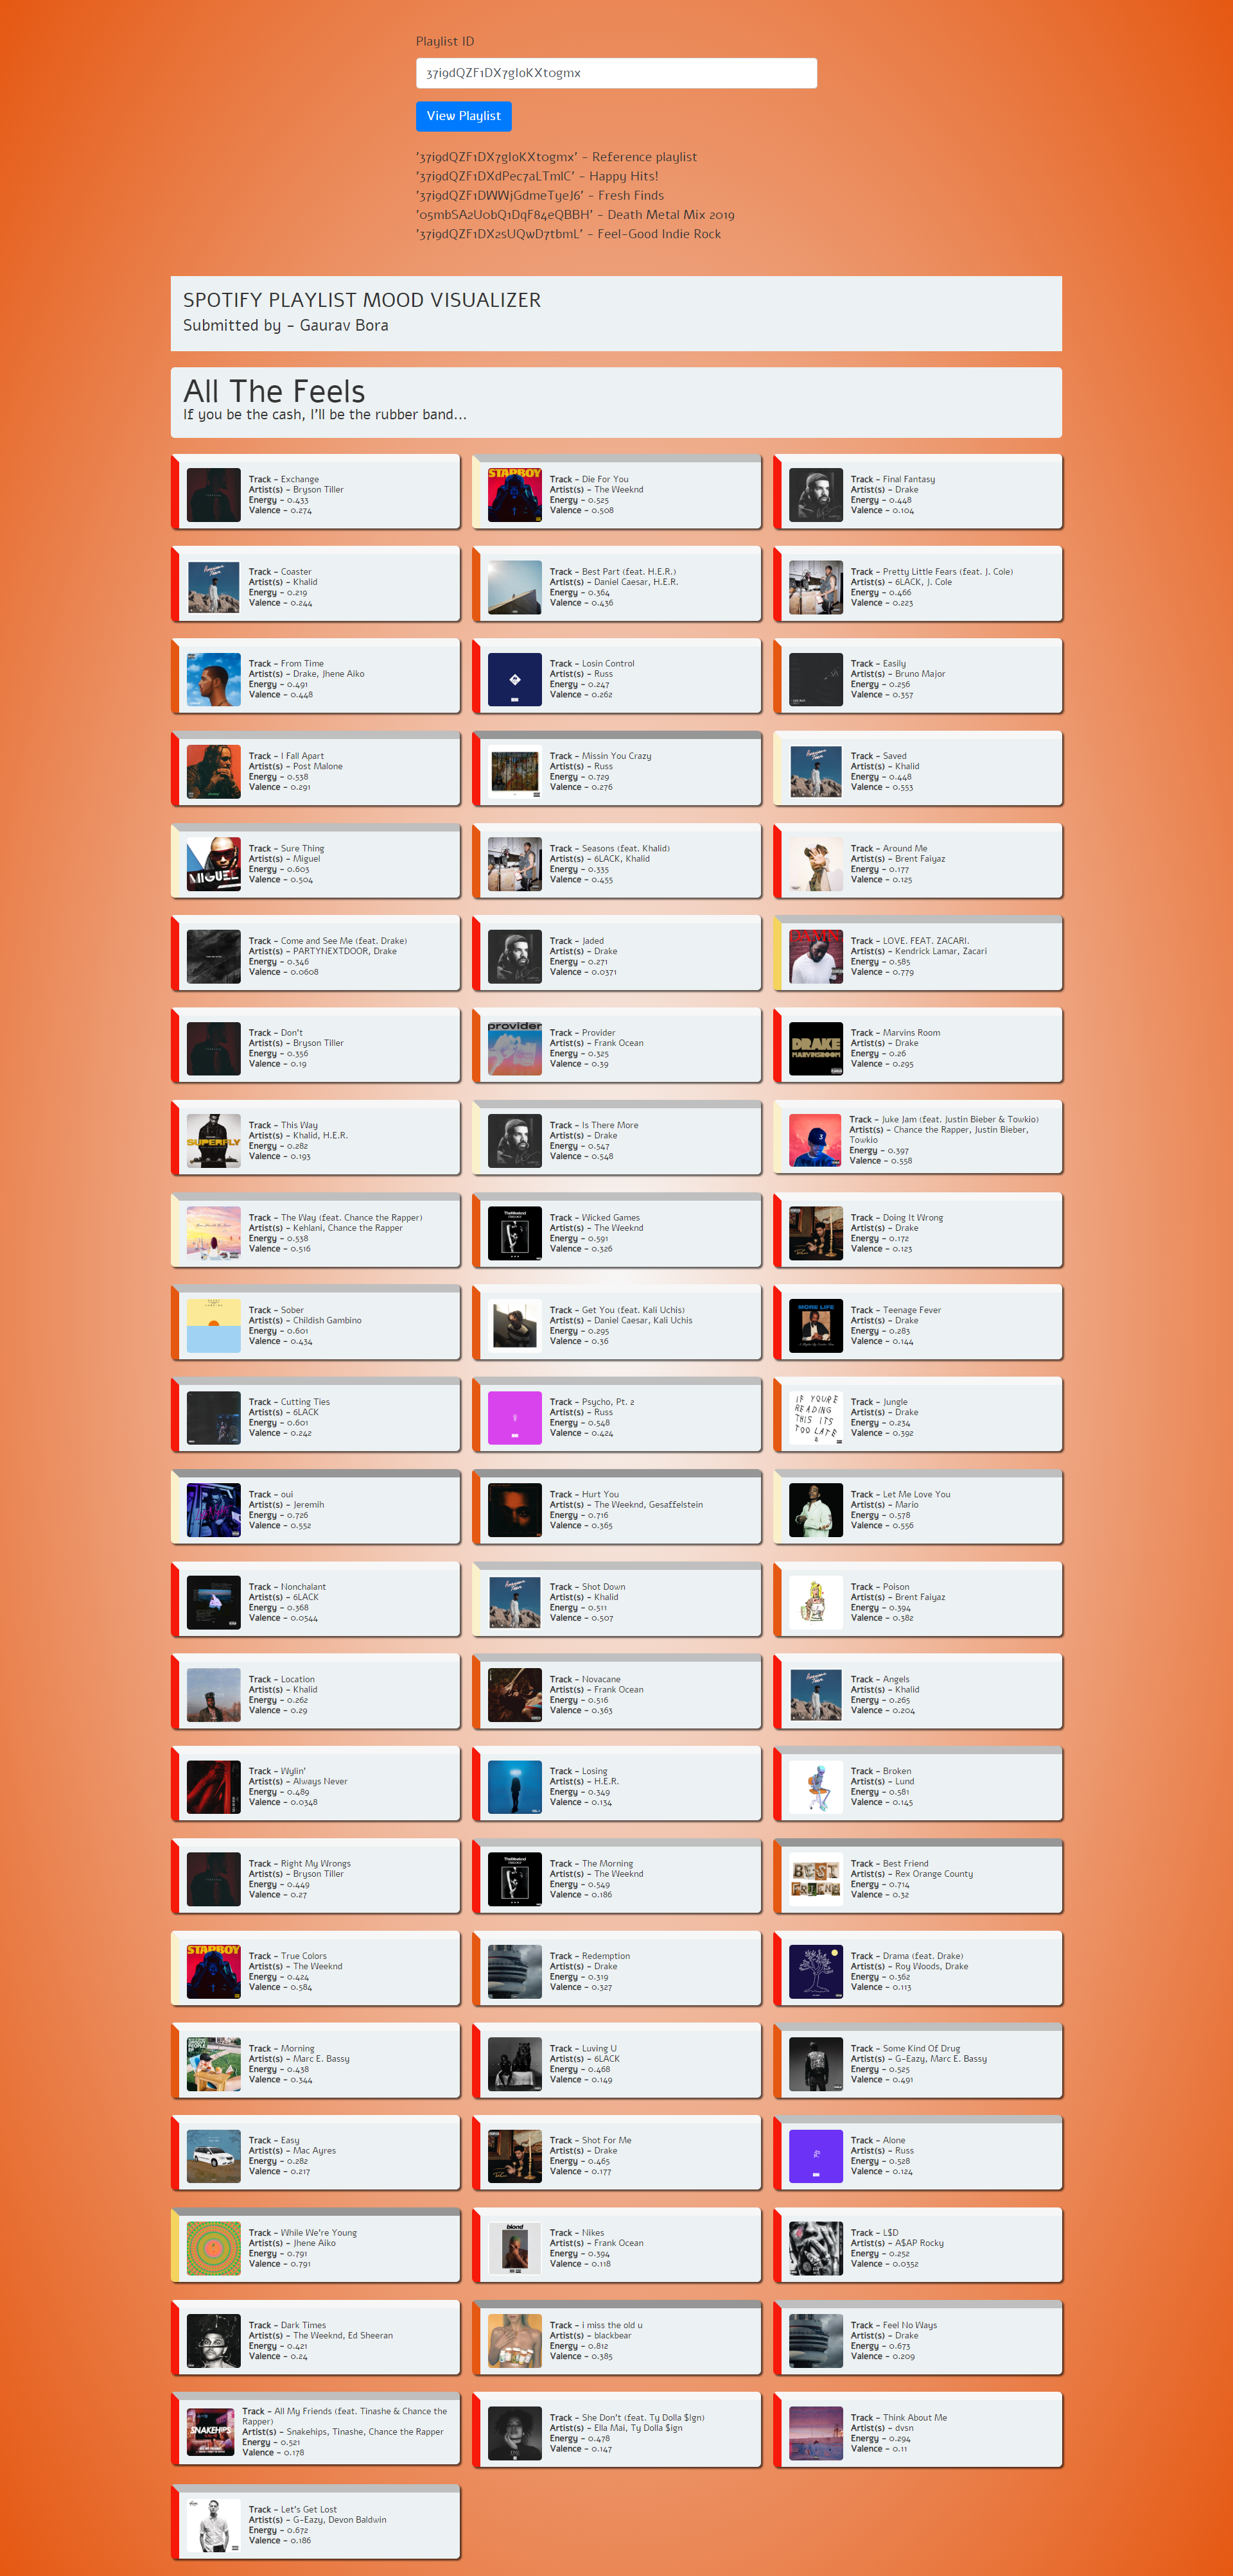 Playlist ID
37i9dQZF1DX7gIoKXt0gmx
View Playlist
'37i9dQZF1DX7gIoKXt0gmx' - Reference playlist
'37i9dQZF1DXdPec7aLTmlC' - Happy Hits!
'37i9dQZF1DWWjGdmeTyeJ6' - Fresh Finds
'05mbSA2U0bQ1DqF84eQBBH' - Death Metal Mix 2019
'37i9dQZF1DX2sUQwD7tbmL' - Feel-Good Indie Rock
SPOTIFY PLAYLIST MOOD VISUALIZER
Submitted by - Gaurav Bora
All The Feels
If you be the cash, I'll be the rubber band...
Track - Exchange
Artist(s) - Bryson Tiller
Energy - 0.433
Valence - 0.274
STARBOY
Track - Die For You
Artist(s) - The Weeknd
Energy - 0.525
Valence - 0.508
Track - Final Fantasy
Artist(s) - Drake
Energy - 0.448
Valence - 0.104
Track - Coaster
Artist(s) - Khalid
Energy - 0.219
Valence - 0.244
Track - Best Part (feat. H.E.R.)
Artist(s) - Daniel Caesar, H.E.R.
Energy - 0.364
Valence - 0.436
Track - Pretty Little Fears (feat. J. Cole)
Artist(s) - 6LACK, J. Cole
Energy - 0.466
Valence - 0.223
Track - From Time
Artist(s) - Drake, Jhene Aiko
Energy - 0.491
Valence - 0.448
Track - Losin Control
Artist(s) - Russ
Energy - 0.247
Valence - 0.262
Track - Easily
Artist(s) - Bruno Major
Energy - 0.256
Valence - 0.357
Track - I Fall Apart
Artist(s) - Post Malone
Energy - 0.538
Valence - 0.291
Track - Missin You Crazy
Artist(s) - Russ
Energy - 0.729
Valence - 0.276
Track - Saved
Artist(s) - Khalid
Energy - 0.448
Valence - 0.553
MIGUEL
Track - Sure Thing
Artist(s) - Miguel
Energy - 0.603
Valence - 0.504
Track - Seasons (feat. Khalid)
Artist(s) - 6LACK, Khalid
Energy - 0.335
Valence - 0.455
Track - Around Me
Artist(s) - Brent Faiyaz
Energy - 0.177
Valence - 0.125
Track - Come and See Me (feat. Drake)
Artist(s) - PARTYNEXTDOOR, Drake
Energy - 0.346
Valence - 0.0608
Track - Jaded
Artist(s) - Drake
Energy - 0.271
Valence - 0.0371
Track - LOVE. FEAT. ZACARI.
Artist(s) - Kendrick Lamar, Zacari
Energy - 0.585
Valence - 0.779
Track - Don't
Artist(s) - Bryson Tiller
Energy - 0.356
Valence - 0.19
provider
Track - Provider
Artist(s) - Frank Ocean
Energy - 0.325
Valence - 0.39
DRAKE
MARVINSROOM
Track - Marvins Room
Artist(s) - Drake
Energy - 0.26
Valence - 0.295
SUPERFLY
Track - This Way
Artist(s) - Khalid, H.E.R.
Energy - 0.282
Valence - 0.193
Track - Is There More
Artist(s) - Drake
Energy - 0.547
Valence - 0.548
Track - Juke Jam (feat. Justin Bieber & Towkio)
Artist(s) - Chance the Rapper, Justin Bieber,
Towkio
Energy - 0.397
Valence - 0.558
Track - The Way (feat. Chance the Rapper)
Artist(s) - Kehlani, Chance the Rapper
Energy - 0.538
Valence - 0.516
Track - Wicked Games
Artist(s) - The Weeknd
Energy - 0.591
Valence - 0.326
Track - Doing It Wrong
Artist(s) - Drake
Energy - 0.172
Valence - 0.123
Track - Sober
Artist(s) - Childish Gambino
Energy - 0.601
Valence - 0.434
Track - Get You (feat. Kali Uchis)
Artist(s) - Daniel Caesar, Kali Uchis
Energy - 0.295
Valence - 0.36
MORE LIFE
Track - Teenage Fever
Artist(s) - Drake
Energy - 0.283
Valence - 0.144
Track - Cutting Ties
Artist(s) - 6LACK
Energy - 0.601
Valence - 0.242
Track - Psycho, Pt. 2
Artist(s) - Russ
Energy - 0.548
Valence - 0.424
IF YOURE
READING
THIS ITS
TOO LATE
Track - Jungle
Artist(s) - Drake
Energy - 0.234
Valence - 0.392
Track - oui
Artist(s) - Jeremih
Energy - 0.726
Valence - 0.552
Track - Hurt You
Artist(s) - The Weeknd, Gesaffelstein
Energy - 0.716
Valence - 0.365
Track - Let Me Love You
Artist(s) - Mario
Energy - 0.578
Valence - 0.556
Track - Nonchalant
Artist(s) - 6LACK
Energy - 0.368
Valence - 0.0544
Track - Shot Down
Artist(s) - Khalid
Energy - 0.511
Valence - 0.507
Track - Poison
Artist(s) - Brent Faiyaz
Energy - 0.394
Valence - 0.382
Track - Location
Artist(s) - Khalid
Energy - 0.262
Valence - 0.29
Track - Novacane
Artist(s) - Frank Ocean
Energy - 0.516
Valence - 0.363
Track - Angels
Artist(s) - Khalid
Energy - 0.265
Valence - 0.204
Track - Wylin'
Artist(s) - Always Never
Energy - 0.489
Valence - 0.0348
Track - Losing
Artist(s) - H.E.R.
Energy - 0.349
Valence - 0.134
Track - Broken
Artist(s) - Lund
Energy - 0.581
Valence - 0.145
Track - Right My Wrongs
Artist(s) - Bryson Tiller
Energy - 0.449
Valence - 0.27
Track - The Morning
Artist(s) - The Weeknd
Energy - 0.549
Valence - 0.186
BEST
FRIEND
Track - Best Friend
Artist(s) - Rex Orange County
Energy - 0.714
Valence - 0.32
STARBOY
Track - True Colors
Artist(s) - The Weeknd
Energy - 0.424
Valence - 0.584
Track - Redemption
Artist(s) - Drake
Energy - 0.319
Valence - 0.327
Track - Drama (feat. Drake)
Artist(s) - Roy Woods, Drake
Energy - 0.362
Valence - 0.113
Track - Morning
Artist(s) - Marc E. Bassy
Energy - 0.438
Valence - 0.344
Track - Luving U
Artist(s) - 6LACK
Energy - 0.468
Valence - 0.149
Track - Some Kind Of Drug
Artist(s) - G-Eazy, Marc E. Bassy
Energy - 0.525
Valence - 0.491
Track - Easy
Artist(s) - Mac Ayres
Energy - 0.282
Valence - 0.217
Track - Shot For Me
Artist(s) - Drake
Energy - 0.465
Valence - 0.177
Track - Alone
Artist(s) - Russ
Energy - 0.528
Valence - 0.124
Track - While We're Young
Artist(s) - Jhene Aiko
Energy - 0.791
Valence - 0.791
blond
Track - Nikes
Artist(s) - Frank Ocean
Energy - 0.394
Valence - 0.118
Track - L$D
Artist(s) - A$AP Rocky
Energy - 0.252
Valence - 0.0352
Track - Dark Times
Artist(s) - The Weeknd, Ed Sheeran
Energy - 0.421
Valence - 0.24
Track - i miss the old u
Artist(s) - blackbear
Energy - 0.812
Valence - 0.385
Track - Feel No Ways
Artist(s) - Drake
Energy - 0.673
Valence - 0.209
SNAKEHIPS
Track - All My Friends (feat. Tinashe & Chance the
Rapper)
Artist(s) - Snakehips, Tinashe, Chance the Rapper
Energy - 0.521
Valence - 0.178
Track - She Don't (feat. Ty Dolla $ign)
Artist(s) - Ella Mai, Ty Dolla $ign
Energy - 0.478
Valence - 0.147
Track - Think About Me
Artist(s) - dvsn
Energy - 0.294
Valence - 0.11
Track - Let's Get Lost
Artist(s) - G-Eazy, Devon Baldwin
Energy - 0.672
Valence - 0.186